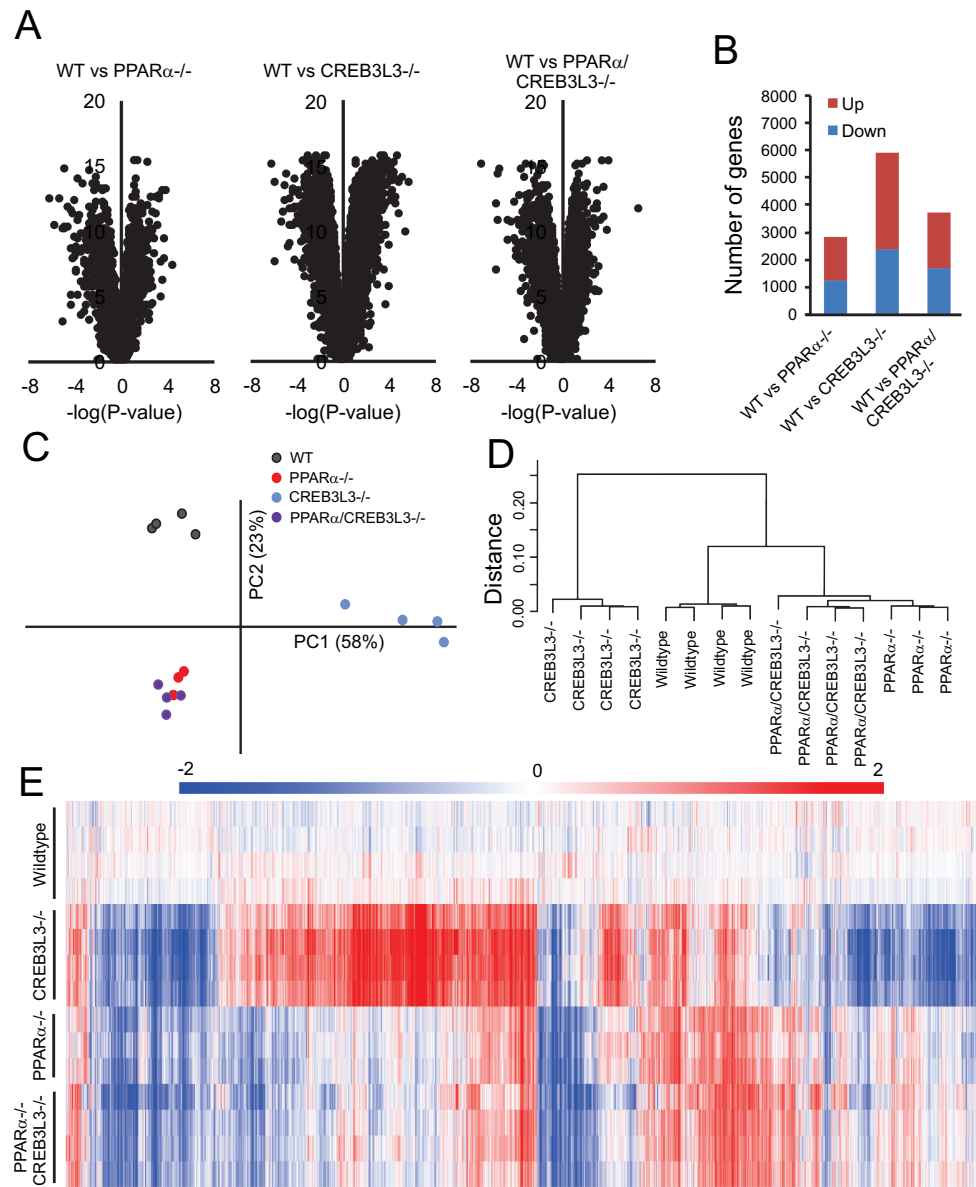 A
WT vs PPARα-/-
WT vs CREB3L3-/-
WT vs PPARα/
CREB3L3-/-
20
15
10
5
0
-8 -4 0 4 8
-log(P-value)
20
15
10
5
0
-8 -4 0 4 8
-log(P-value)
20
15
10
5
0
-8 -4 0 4 8
-log(P-value)
B
Number of genes
8000
7000
6000
5000
4000
3000
2000
1000
0
Up
Down
WT vs PPARα-/-
WT vs CREB3L3-/-
WT vs PPARα/
CREB3L3-/-
C
WT
PPARα-/-
CREB3L3-/-
PPARα/CREB3L3-/-
PC2 (23%)
PC1 (58%)
D
Distance
0.20
0.10
0.00
CREB3L3-/-
CREB3L3-/-
CREB3L3-/-
CREB3L3-/-
Wildtype
Wildtype
Wildtype
Wildtype
PPARα/CREB3L3-/-
PPARα/CREB3L3-/-
PPARα/CREB3L3-/-
PPARα/CREB3L3-/-
PPARα-/-
PPARα-/-
PPARα-/-
E
-2 0 2
Wildtype
CREB3L3-/-
PPARα-/-
PPARα-/-
CREB3L3-/-